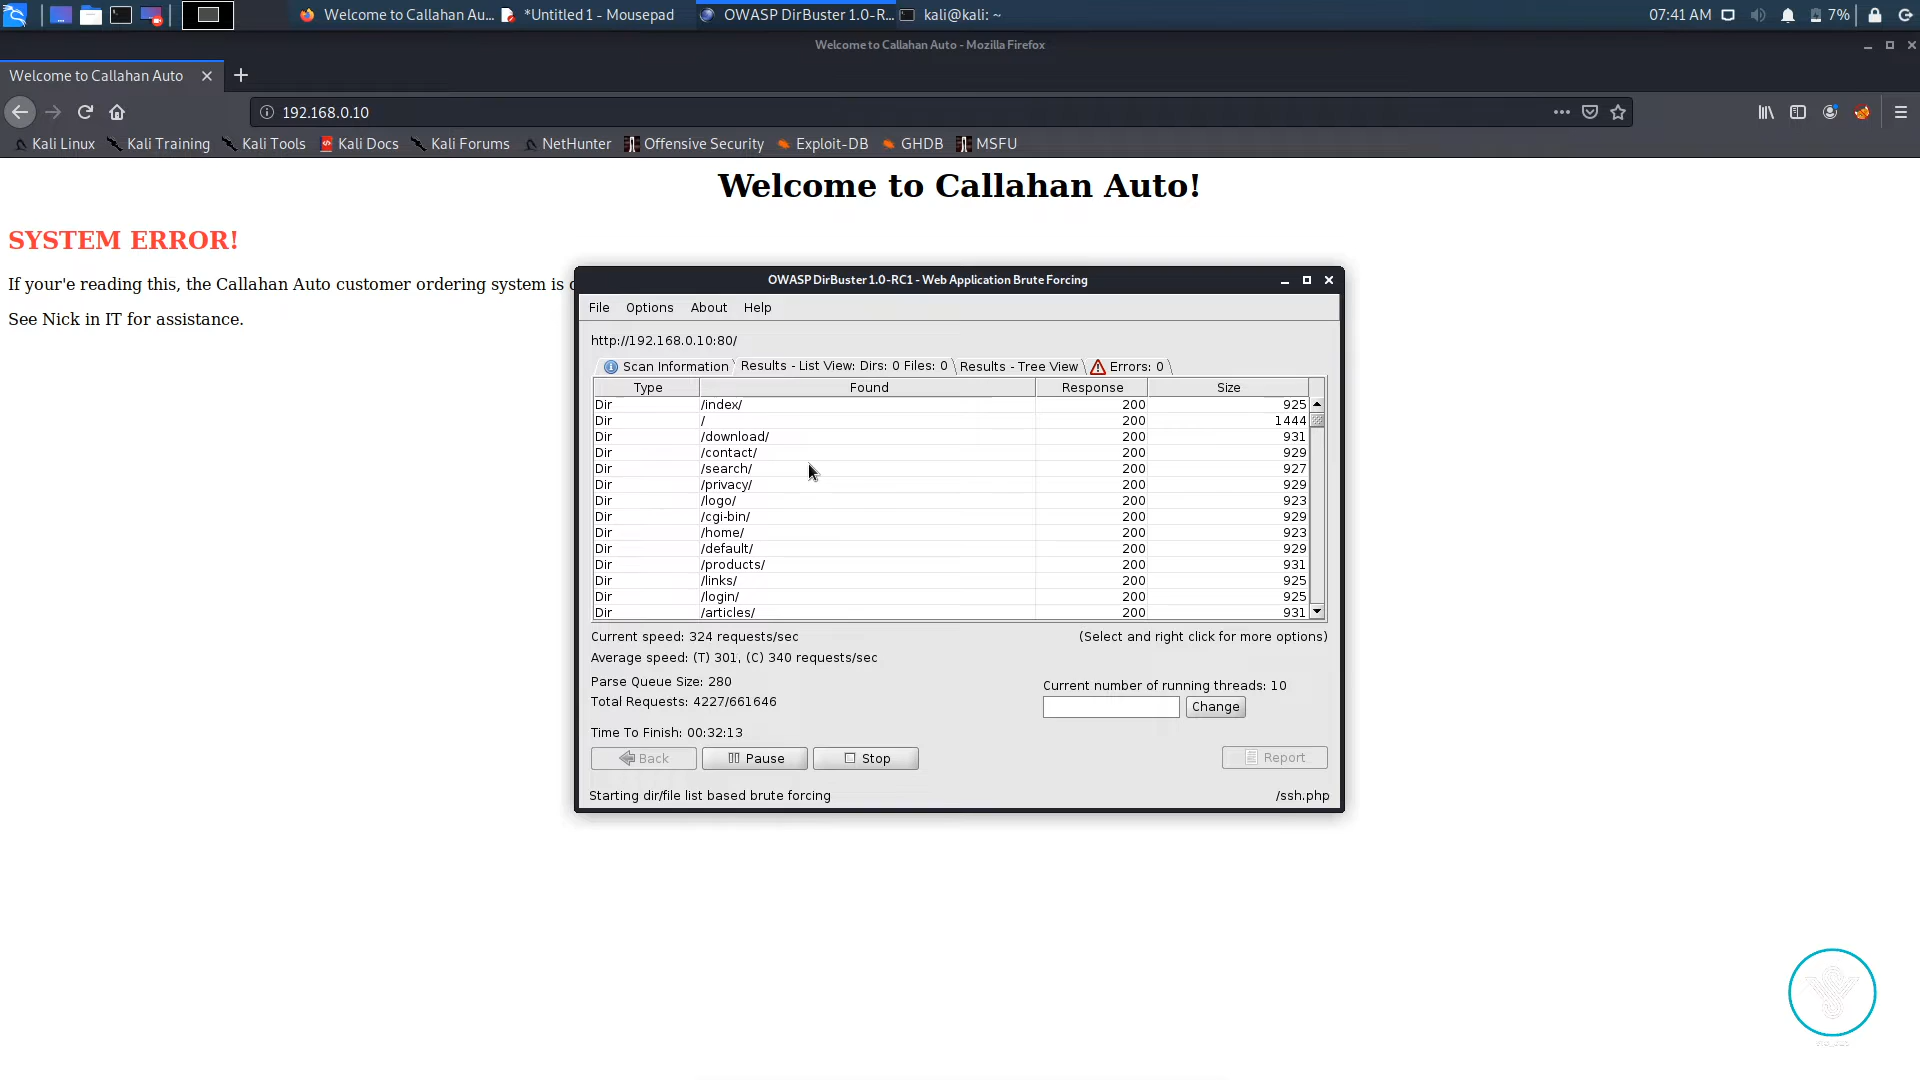 Welcome to Callahan Au...
*Untitled 1 - Mousepad
OWASP DirBuster 1.0-R...
kali@kali: ~
07:41 AM
7%
Welcome to Callahan Auto - Mozilla Firefox
Welcome to Callahan Auto
192.168.0.10
Kali Linux
Kali Training
Kali Tools
Kali Docs
Kali Forums
NetHunter
Offensive Security
Exploit-DB
GHDB
MSFU
Welcome to Callahan Auto!
SYSTEM ERROR!
If your'e reading this, the Callahan Auto customer ordering system is
See Nick in IT for assistance.
OWASP DirBuster 1.0-RC1 - Web Application Brute Forcing
File Options About Help
http://192.168.0.10:80/
Scan Information Results - List View: Dirs: 0 Files: 0 Results - Tree View Errors: 0
Type Found Response Size
Dir /index/ 200 925
Dir / 200 1444
Dir /download/ 200 931
Dir /contact/ 200 929
Dir /search/ 200 927
Dir /privacy/ 200 929
Dir /logo/ 200 923
Dir /cgi-bin/ 200 929
Dir /home/ 200 923
Dir /default/ 200 929
Dir /products/ 200 931
Dir /links/ 200 925
Dir /login/ 200 925
Dir /articles/ 200 931
Current speed: 324 requests/sec
(Select and right click for more options)
Average speed: (T) 301, (C) 340 requests/sec
Parse Queue Size: 280
Total Requests: 4227/661646
Current number of running threads: 10
Change
Time To Finish: 00:32:13
Back Pause Stop Report
Starting dir/file list based brute forcing
/ssh.php